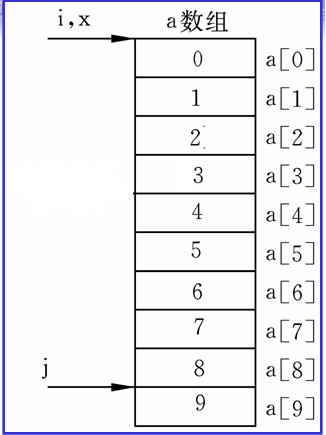 i,x a数组
0 a[0]
1 a[1]
2 a[2]
3 a[3]
4 a[4]
5 a[5]
6 a[6]
7 a[7]
j 8 a[8]
9 a[9]